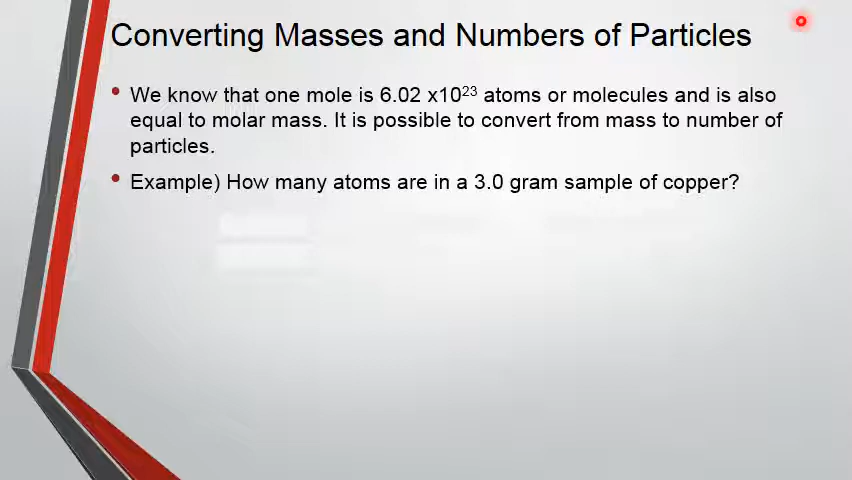 Converting Masses and Numbers of Particles
• We know that one mole is 6.02 x10²³ atoms or molecules and is also
equal to molar mass. It is possible to convert from mass to number of
particles.
• Example) How many atoms are in a 3.0 gram sample of copper?